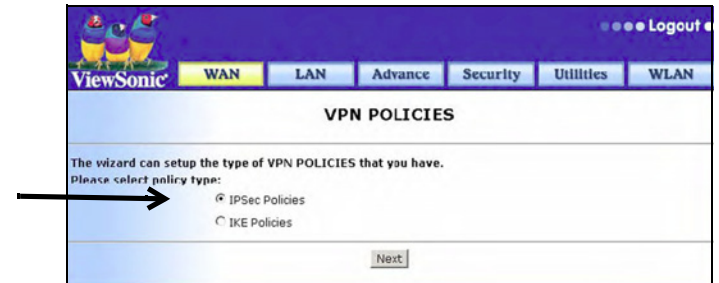 Logout
ViewSonic®
WAN LAN Advance Security Utilities WLAN
VPN POLICIES
The wizard can setup the type of VPN POLICIES that you have.
Please select policy type:
IPSec Policies
IKE Policies
Next